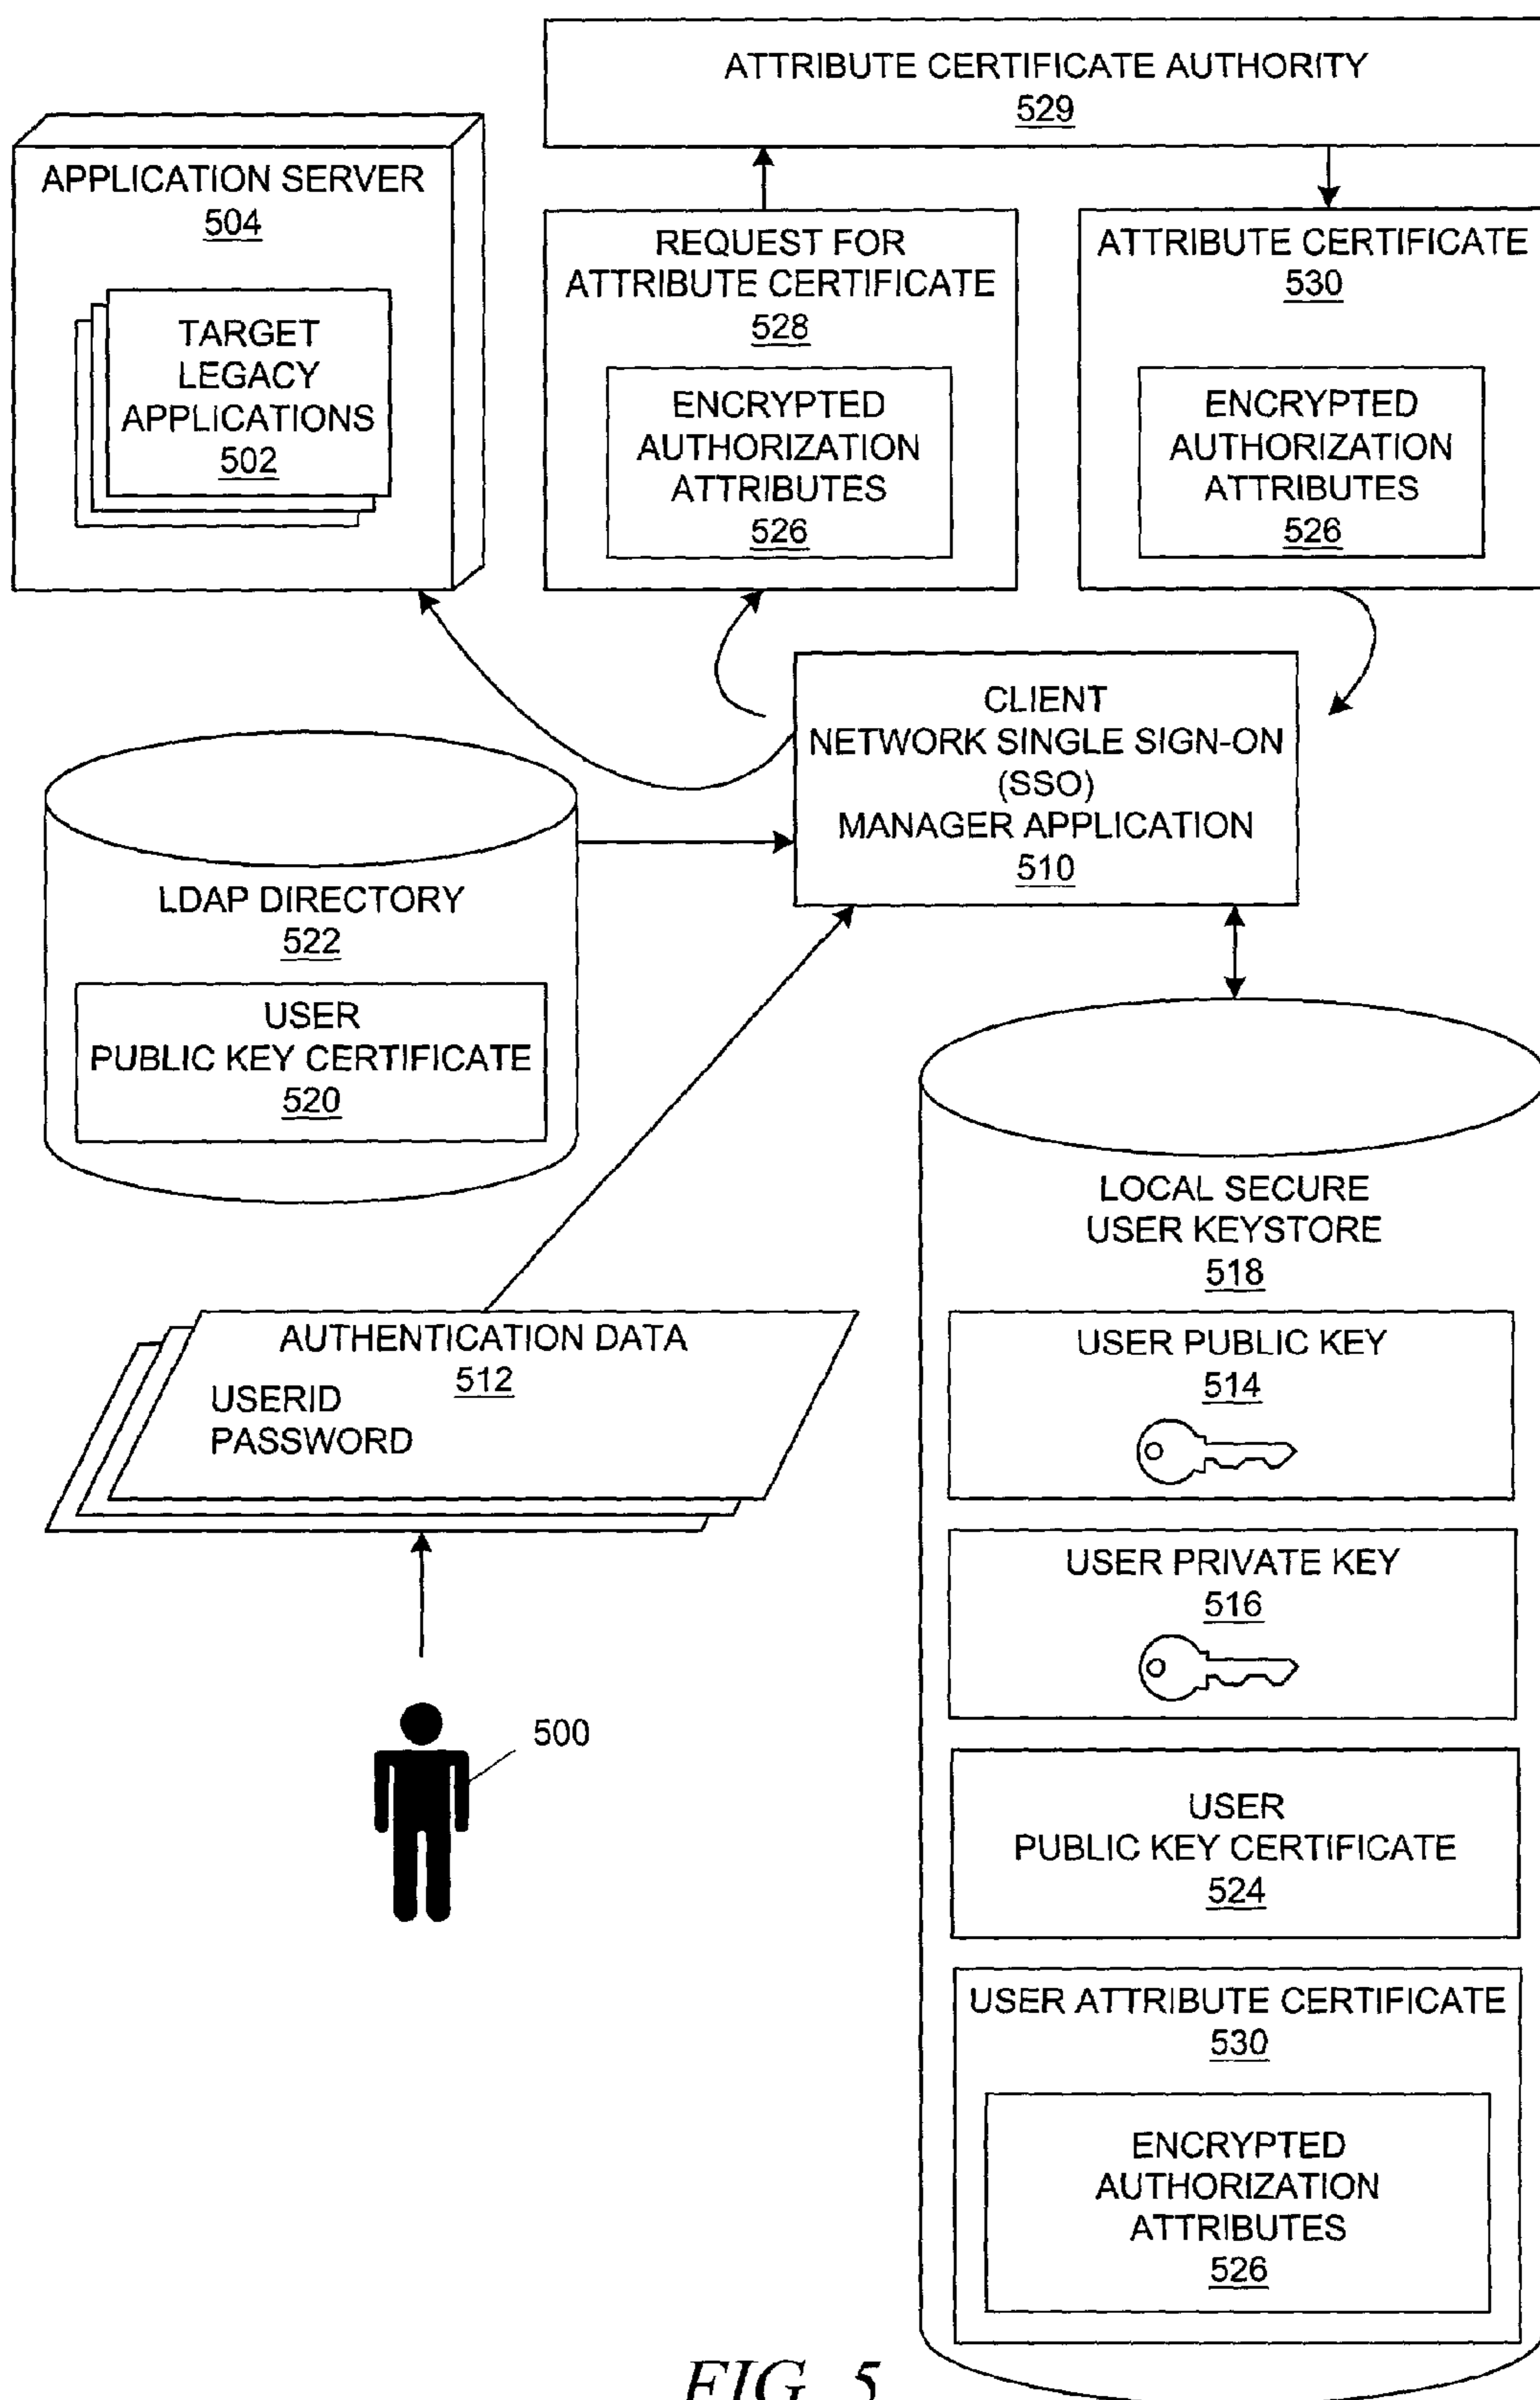 ATTRIBUTE CERTIFICATE AUTHORITY
529
APPLICATION SERVER
504
TARGET
LEGACY
APPLICATIONS
502
REQUEST FOR
ATTRIBUTE CERTIFICATE
528
ENCRYPTED
AUTHORIZATION
ATTRIBUTES
526
ATTRIBUTE CERTIFICATE
530
ENCRYPTED
AUTHORIZATION
ATTRIBUTES
526
CLIENT
NETWORK SINGLE SIGN-ON
(SSO)
MANAGER APPLICATION
510
LDAP DIRECTORY
522
USER
PUBLIC KEY CERTIFICATE
520
AUTHENTICATION DATA
512
USERID
PASSWORD
500
LOCAL SECURE
USER KEYSTORE
518
USER PUBLIC KEY
514
USER PRIVATE KEY
516
USER
PUBLIC KEY CERTIFICATE
524
USER ATTRIBUTE CERTIFICATE
530
ENCRYPTED
AUTHORIZATION
ATTRIBUTES
526
FIG. 5